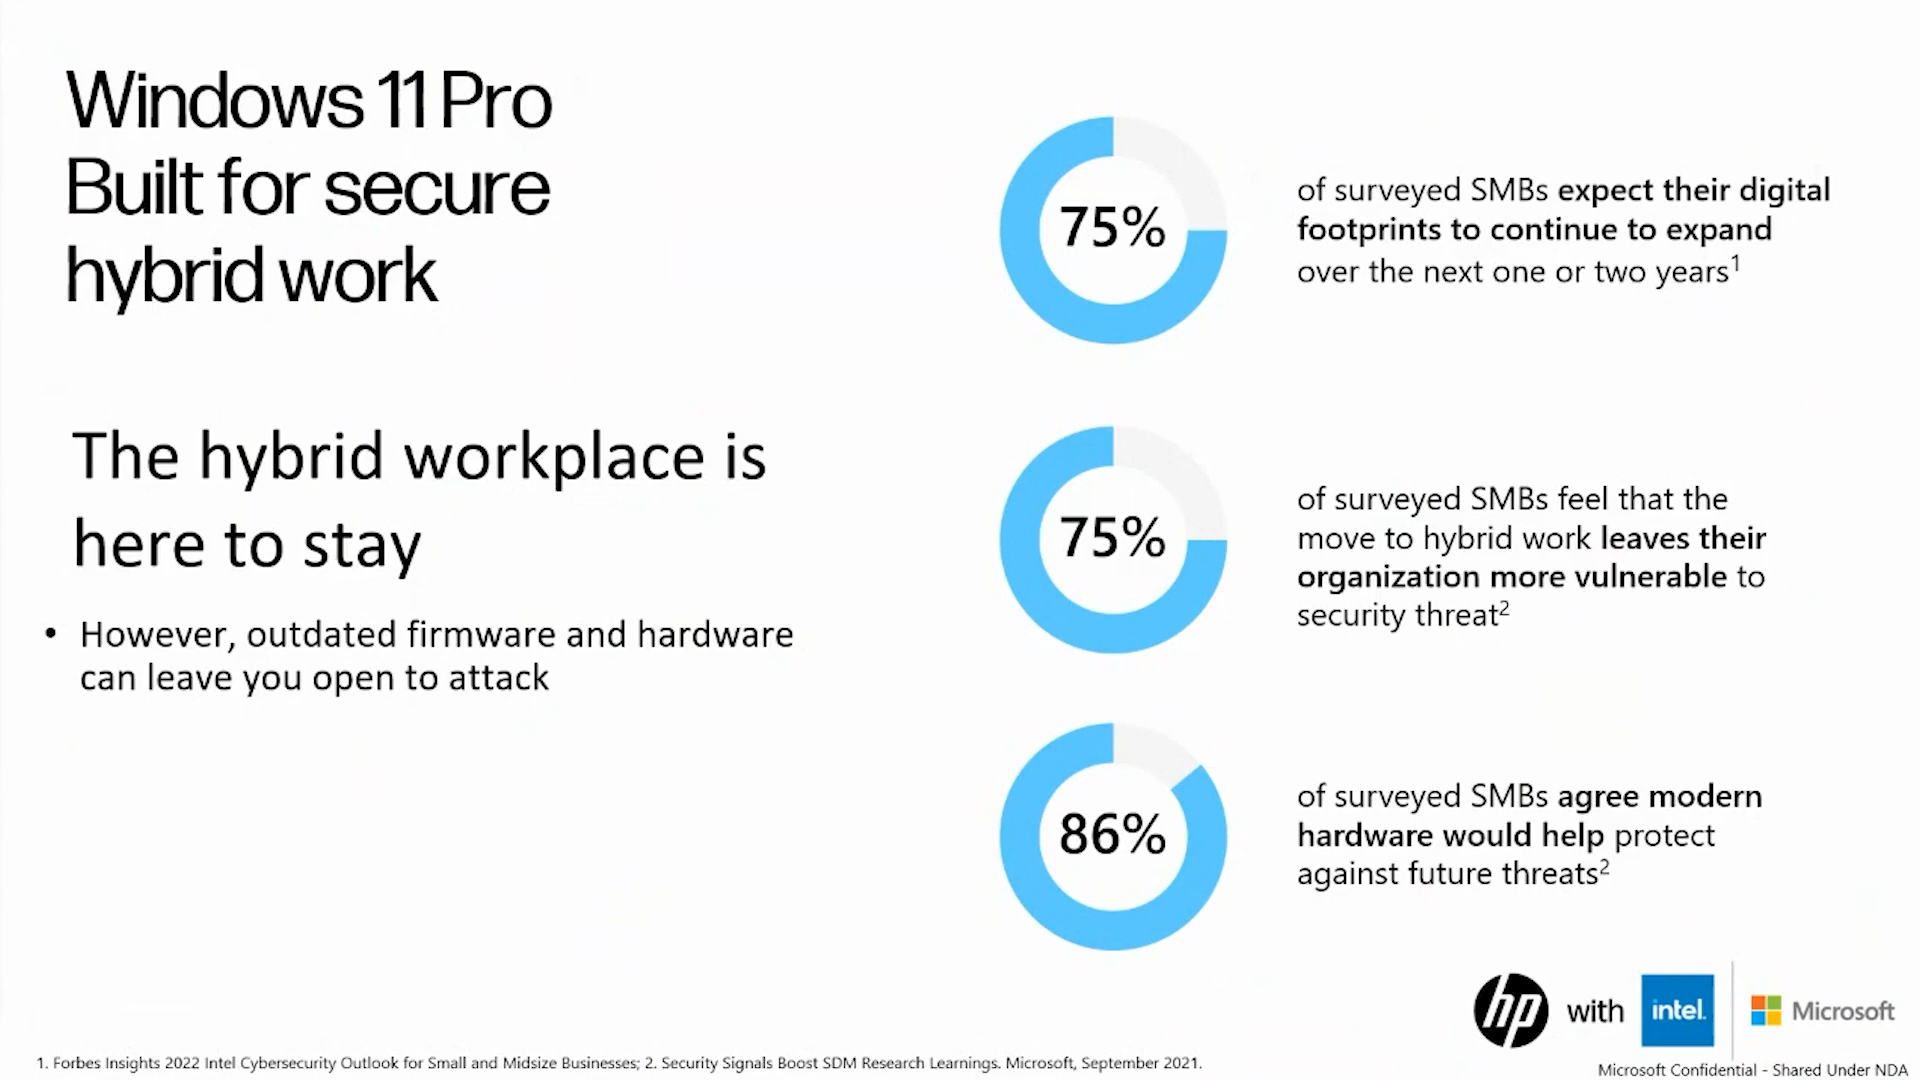 Windows 11 Pro
Built for secure
hybrid work
The hybrid workplace is
here to stay
• However, outdated firmware and hardware
can leave you open to attack
75%
of surveyed SMBs expect their digital
footprints to continue to expand
over the next one or two years¹
75%
of surveyed SMBs feel that the
move to hybrid work leaves their
organization more vulnerable to
security threat²
86%
of surveyed SMBs agree modern
hardware would help protect
against future threats²
hp with intel. Microsoft
1. Forbes Insights 2022 Intel Cybersecurity Outlook for Small and Midsize Businesses; 2. Security Signals Boost SDM Research Learnings. Microsoft, September 2021.
Microsoft Confidential - Shared Under NDA